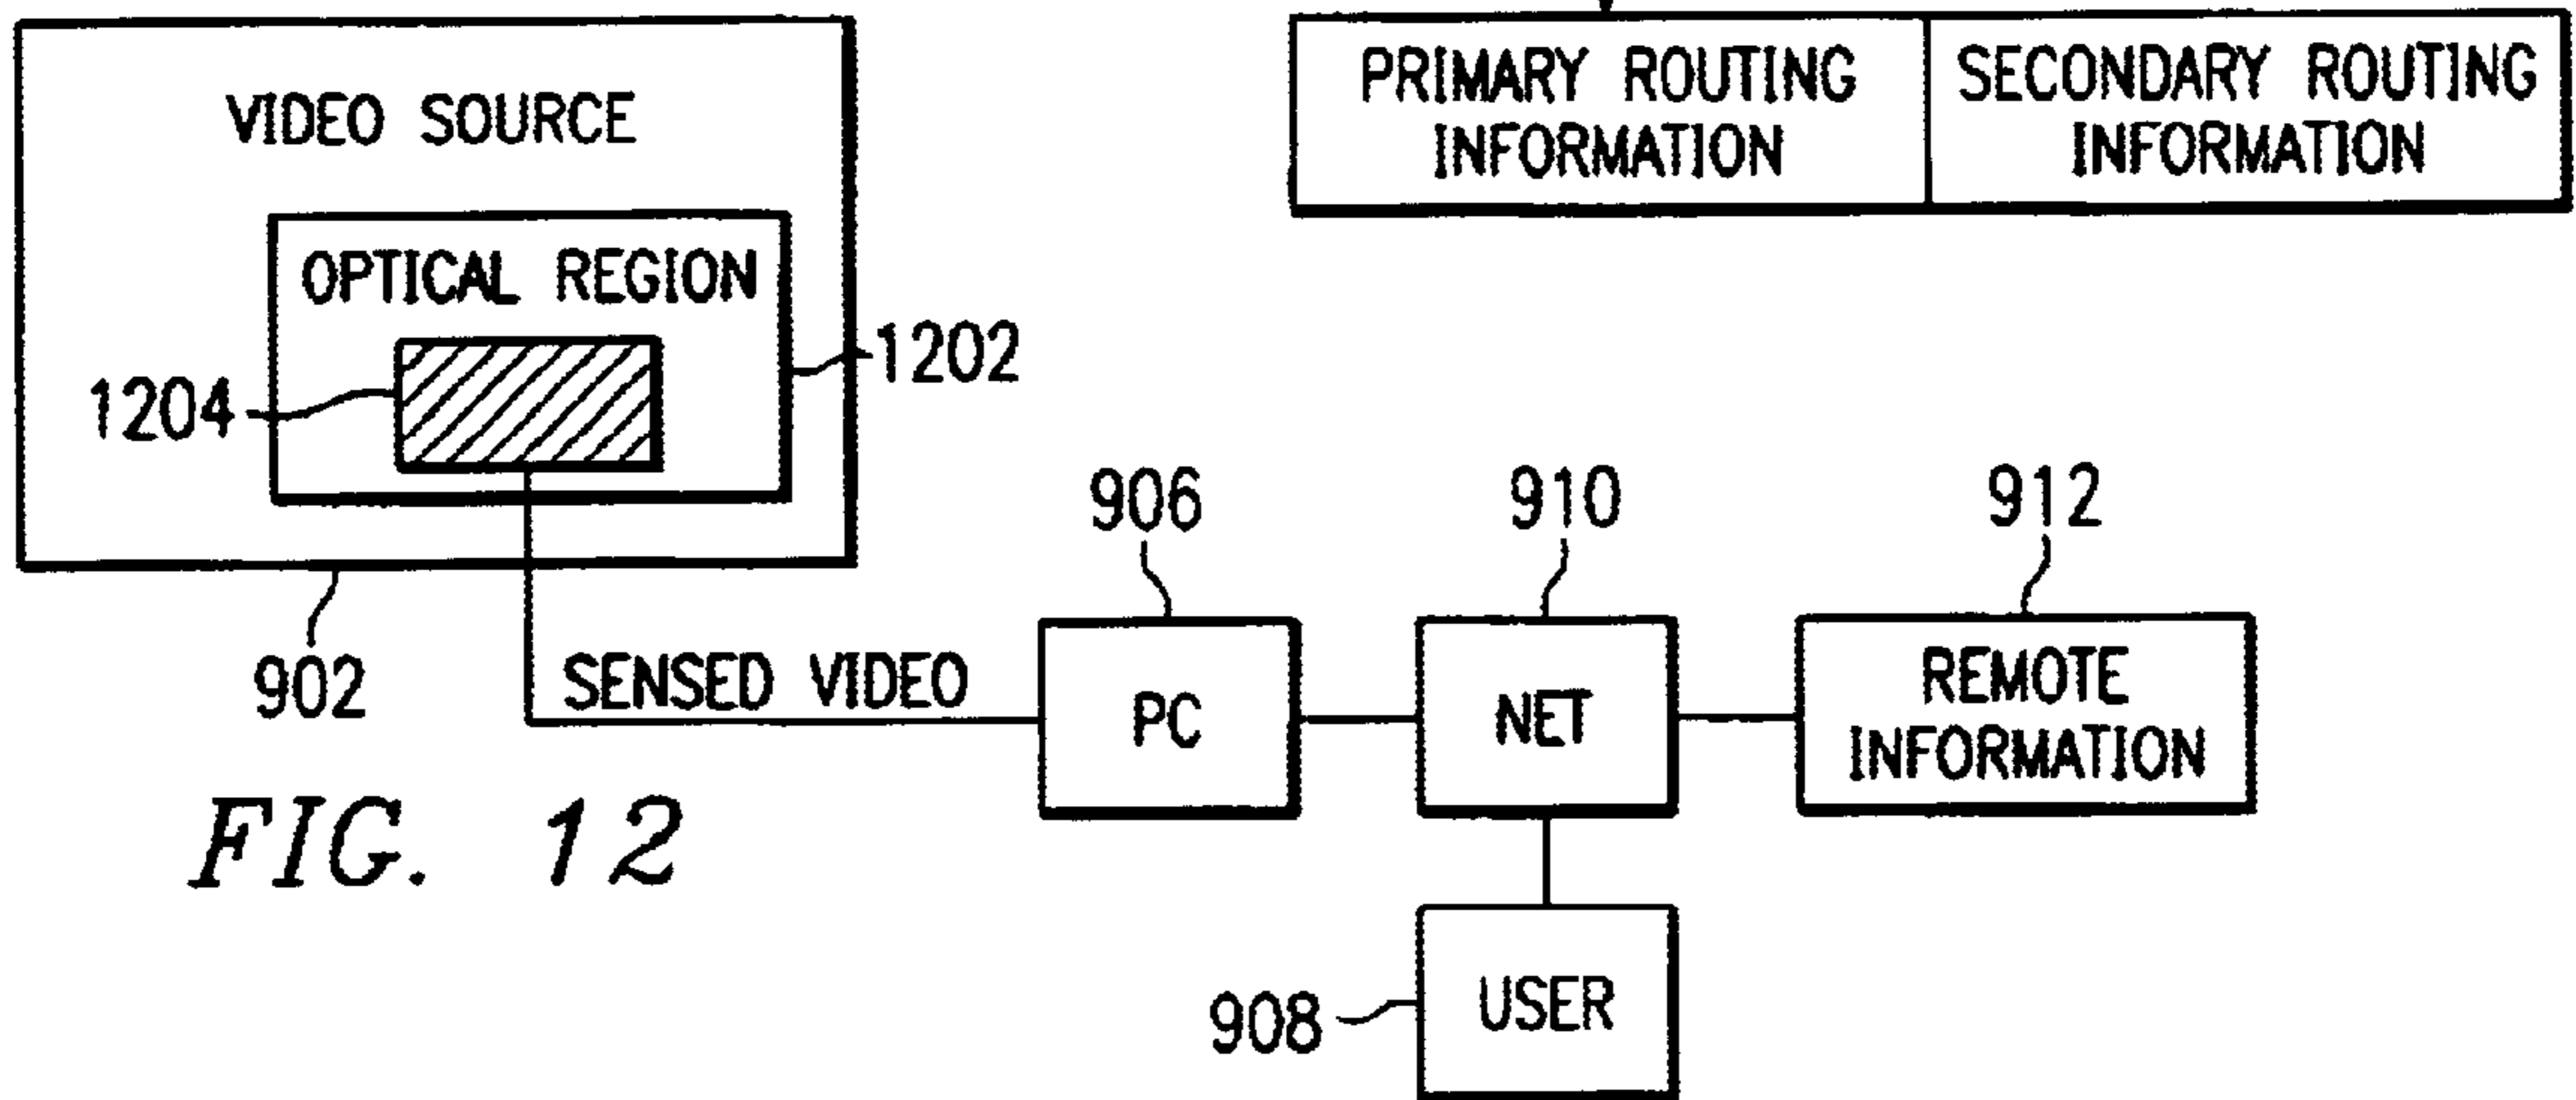 PRIMARY ROUTING
INFORMATION
SECONDARY ROUTING
INFORMATION
VIDEO SOURCE
OPTICAL REGION
1202
1204
902
SENSED VIDEO
906
PC
910
NET
912
REMOTE
INFORMATION
908
USER
FIG. 12